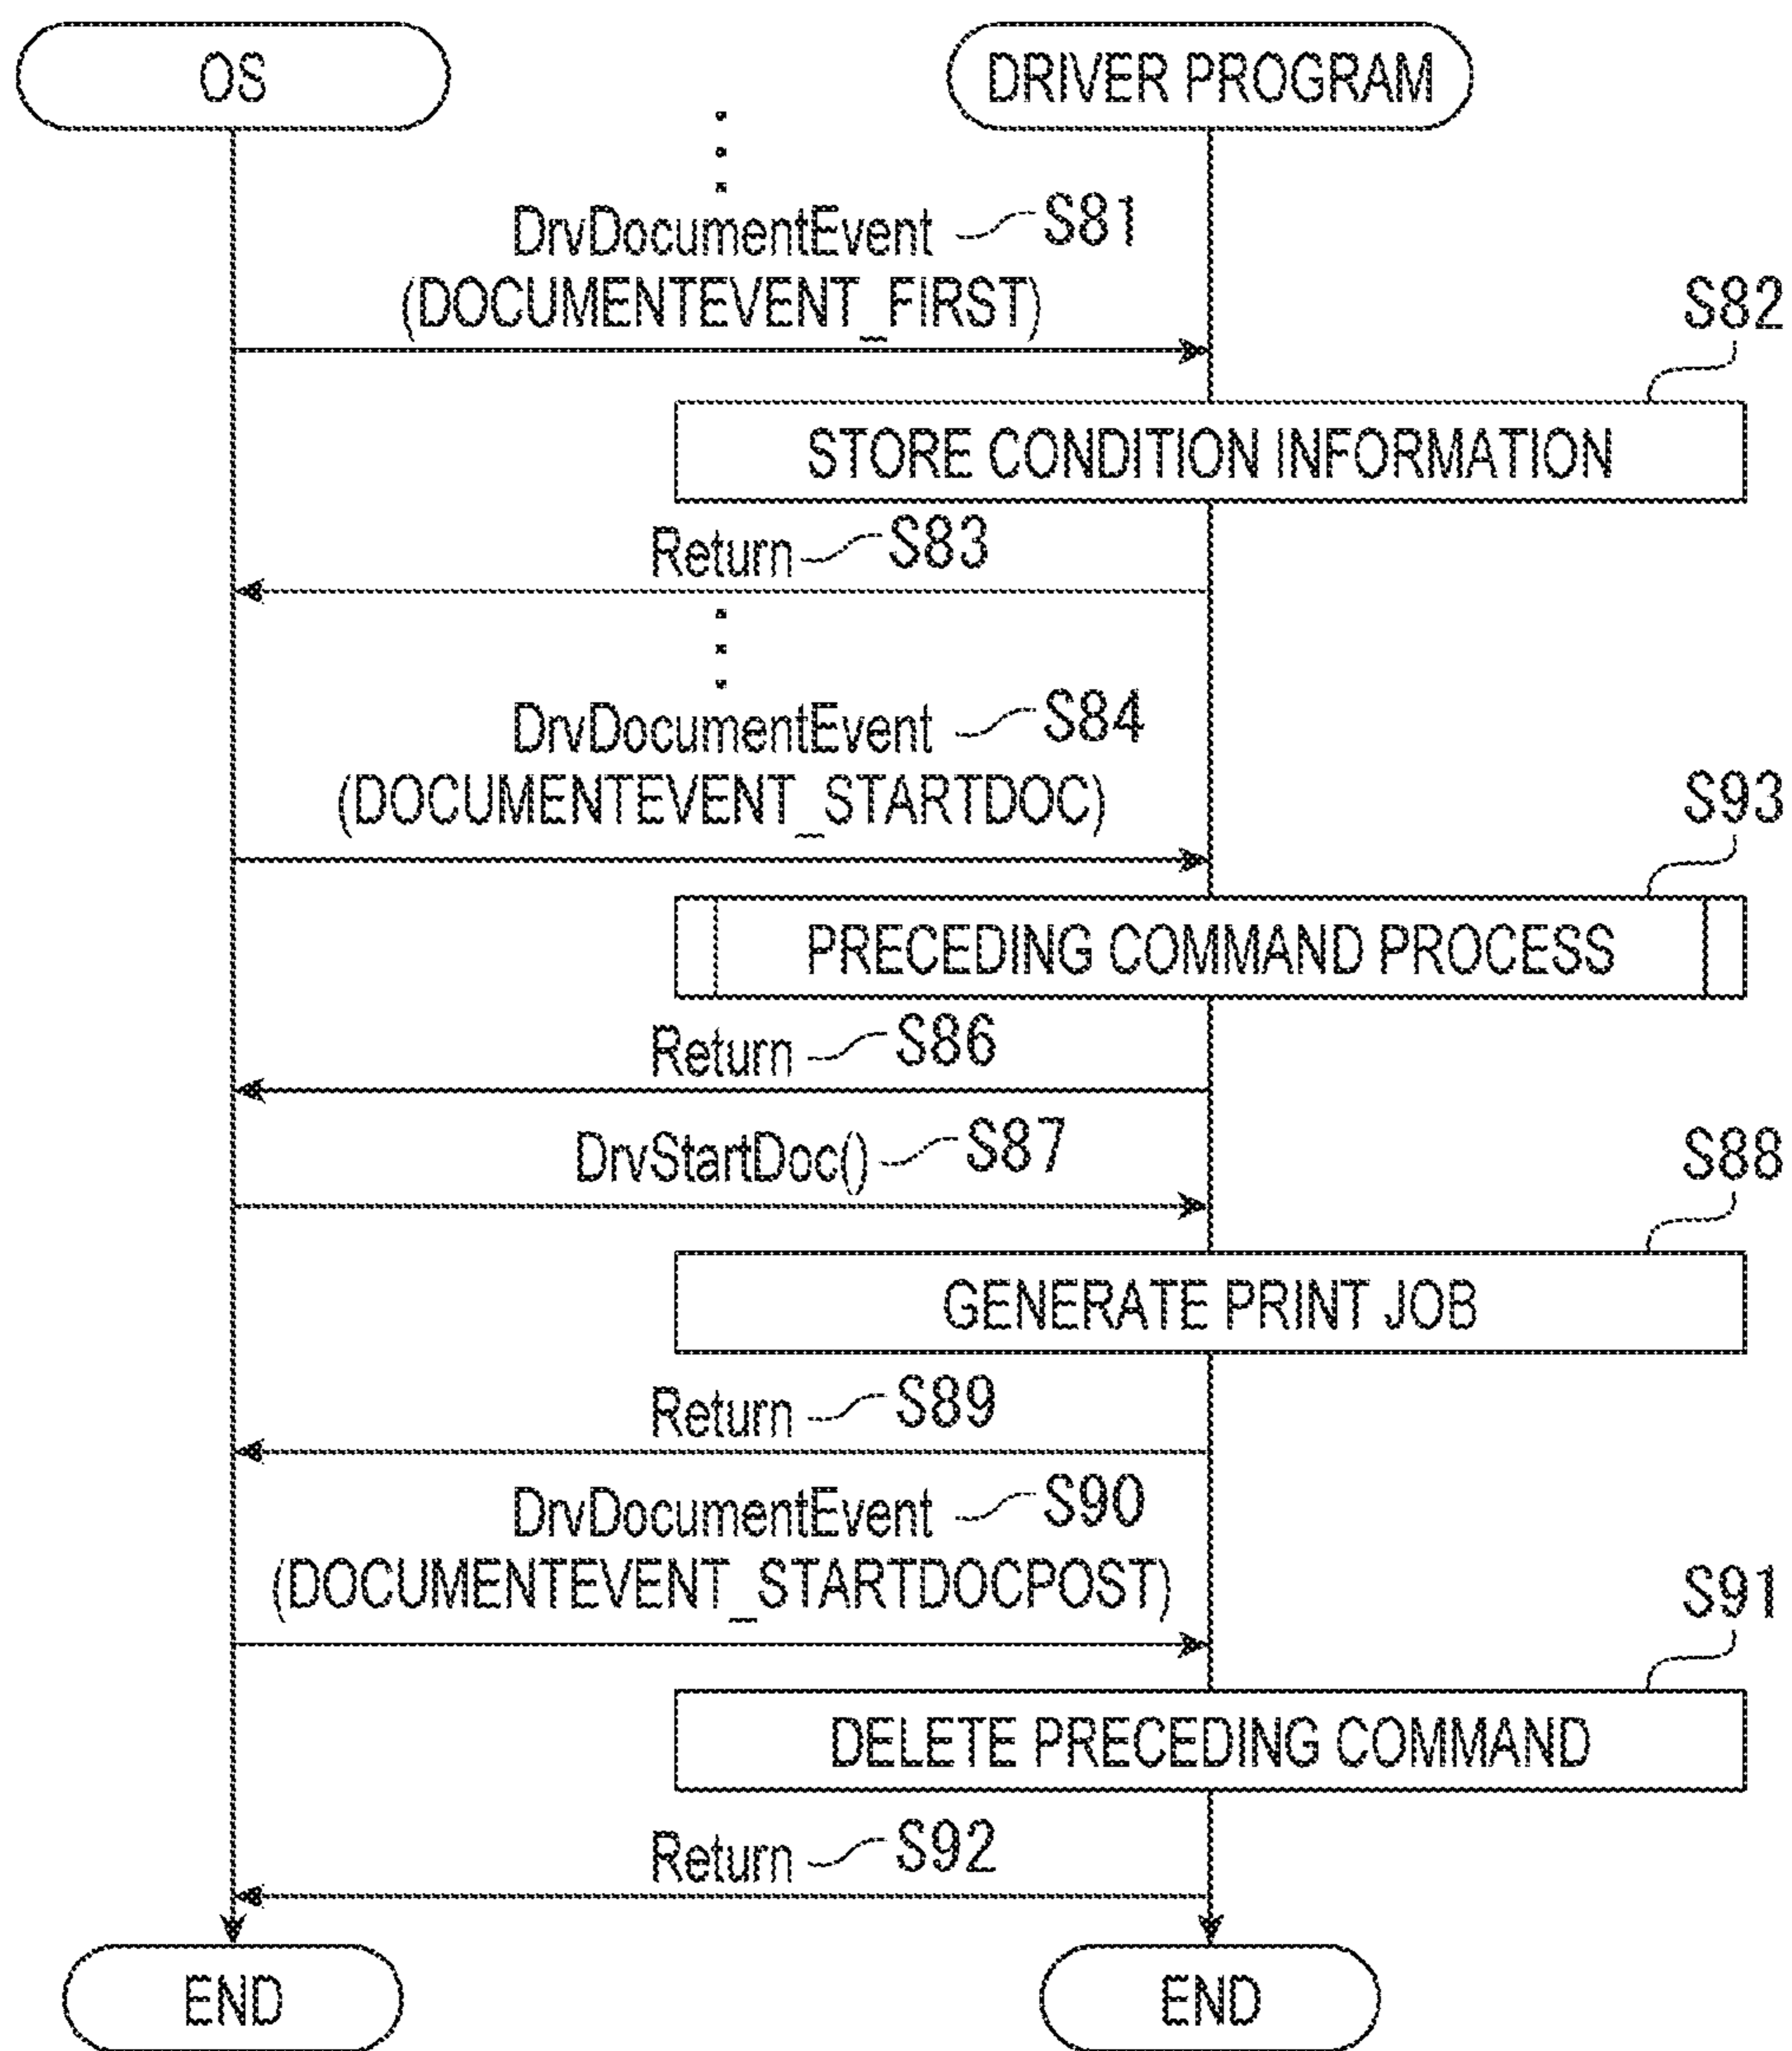 OS
DRIVER PROGRAM
DrvDocumentEvent S81
(DOCUMENTEVENT_FIRST)
S82
STORE CONDITION INFORMATION
Return S83
DrvDocumentEvent S84
(DOCUMENTEVENT_STARTDOC)
S93
PRECEDING COMMAND PROCESS
Return S86
DrvStartDoc() S87
S88
GENERATE PRINT JOB
Return S89
DrvDocumentEvent S90
(DOCUMENTEVENT_STARTDOCPOST)
S91
DELETE PRECEDING COMMAND
Return S92
END
END